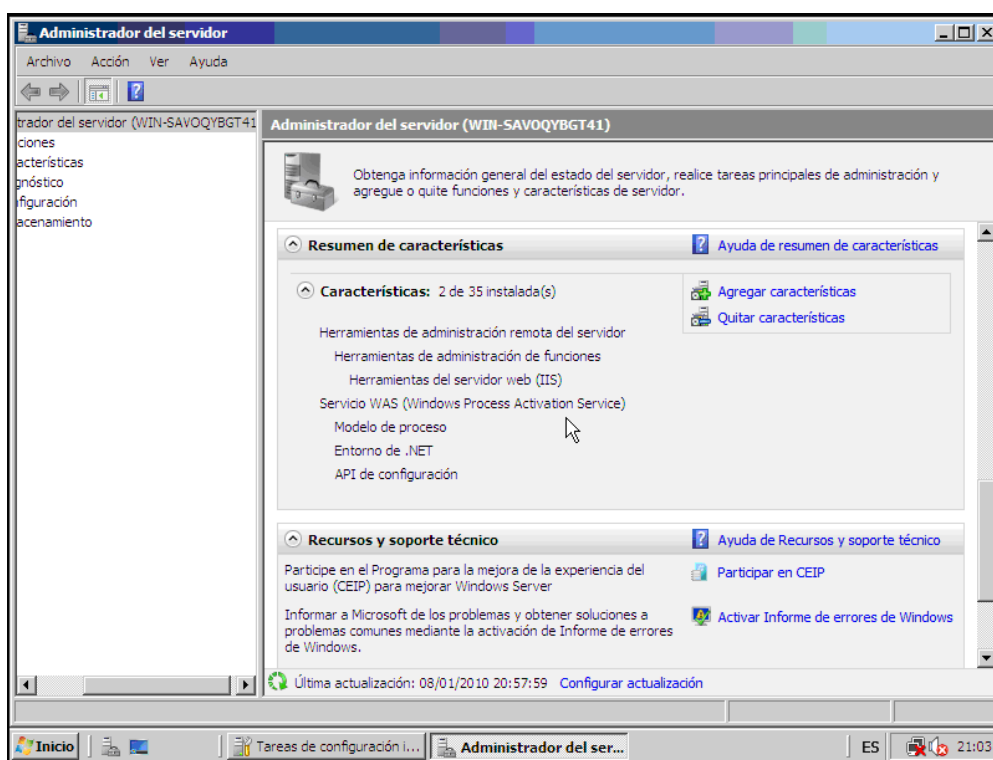 Administrador del servidor
Archivo Acción Ver Ayuda
trador del servidor (WIN-SAVOQYBGT41
ciones
acterísticas
gnóstico
figuración
acenamiento
Administrador del servidor (WIN-SAVOQYBGT41)
Obtenga información general del estado del servidor, realice tareas principales de administración y
agregue o quite funciones y características de servidor.
Resumen de características
Ayuda de resumen de características
Características: 2 de 35 instalada(s)
Agregar características
Quitar características
Herramientas de administración remota del servidor
Herramientas de administración de funciones
Herramientas del servidor web (IIS)
Servicio WAS (Windows Process Activation Service)
Modelo de proceso
Entorno de .NET
API de configuración
Recursos y soporte técnico
Ayuda de Recursos y soporte técnico
Participe en el Programa para la mejora de la experiencia del
usuario (CEIP) para mejorar Windows Server
Participar en CEIP
Informar a Microsoft de los problemas y obtener soluciones a
problemas comunes mediante la activación de Informe de errores
de Windows.
Activar Informe de errores de Windows
Última actualización: 08/01/2010 20:57:59 Configurar actualización
Inicio
Tareas de configuración i...
Administrador del ser...
ES
21:03